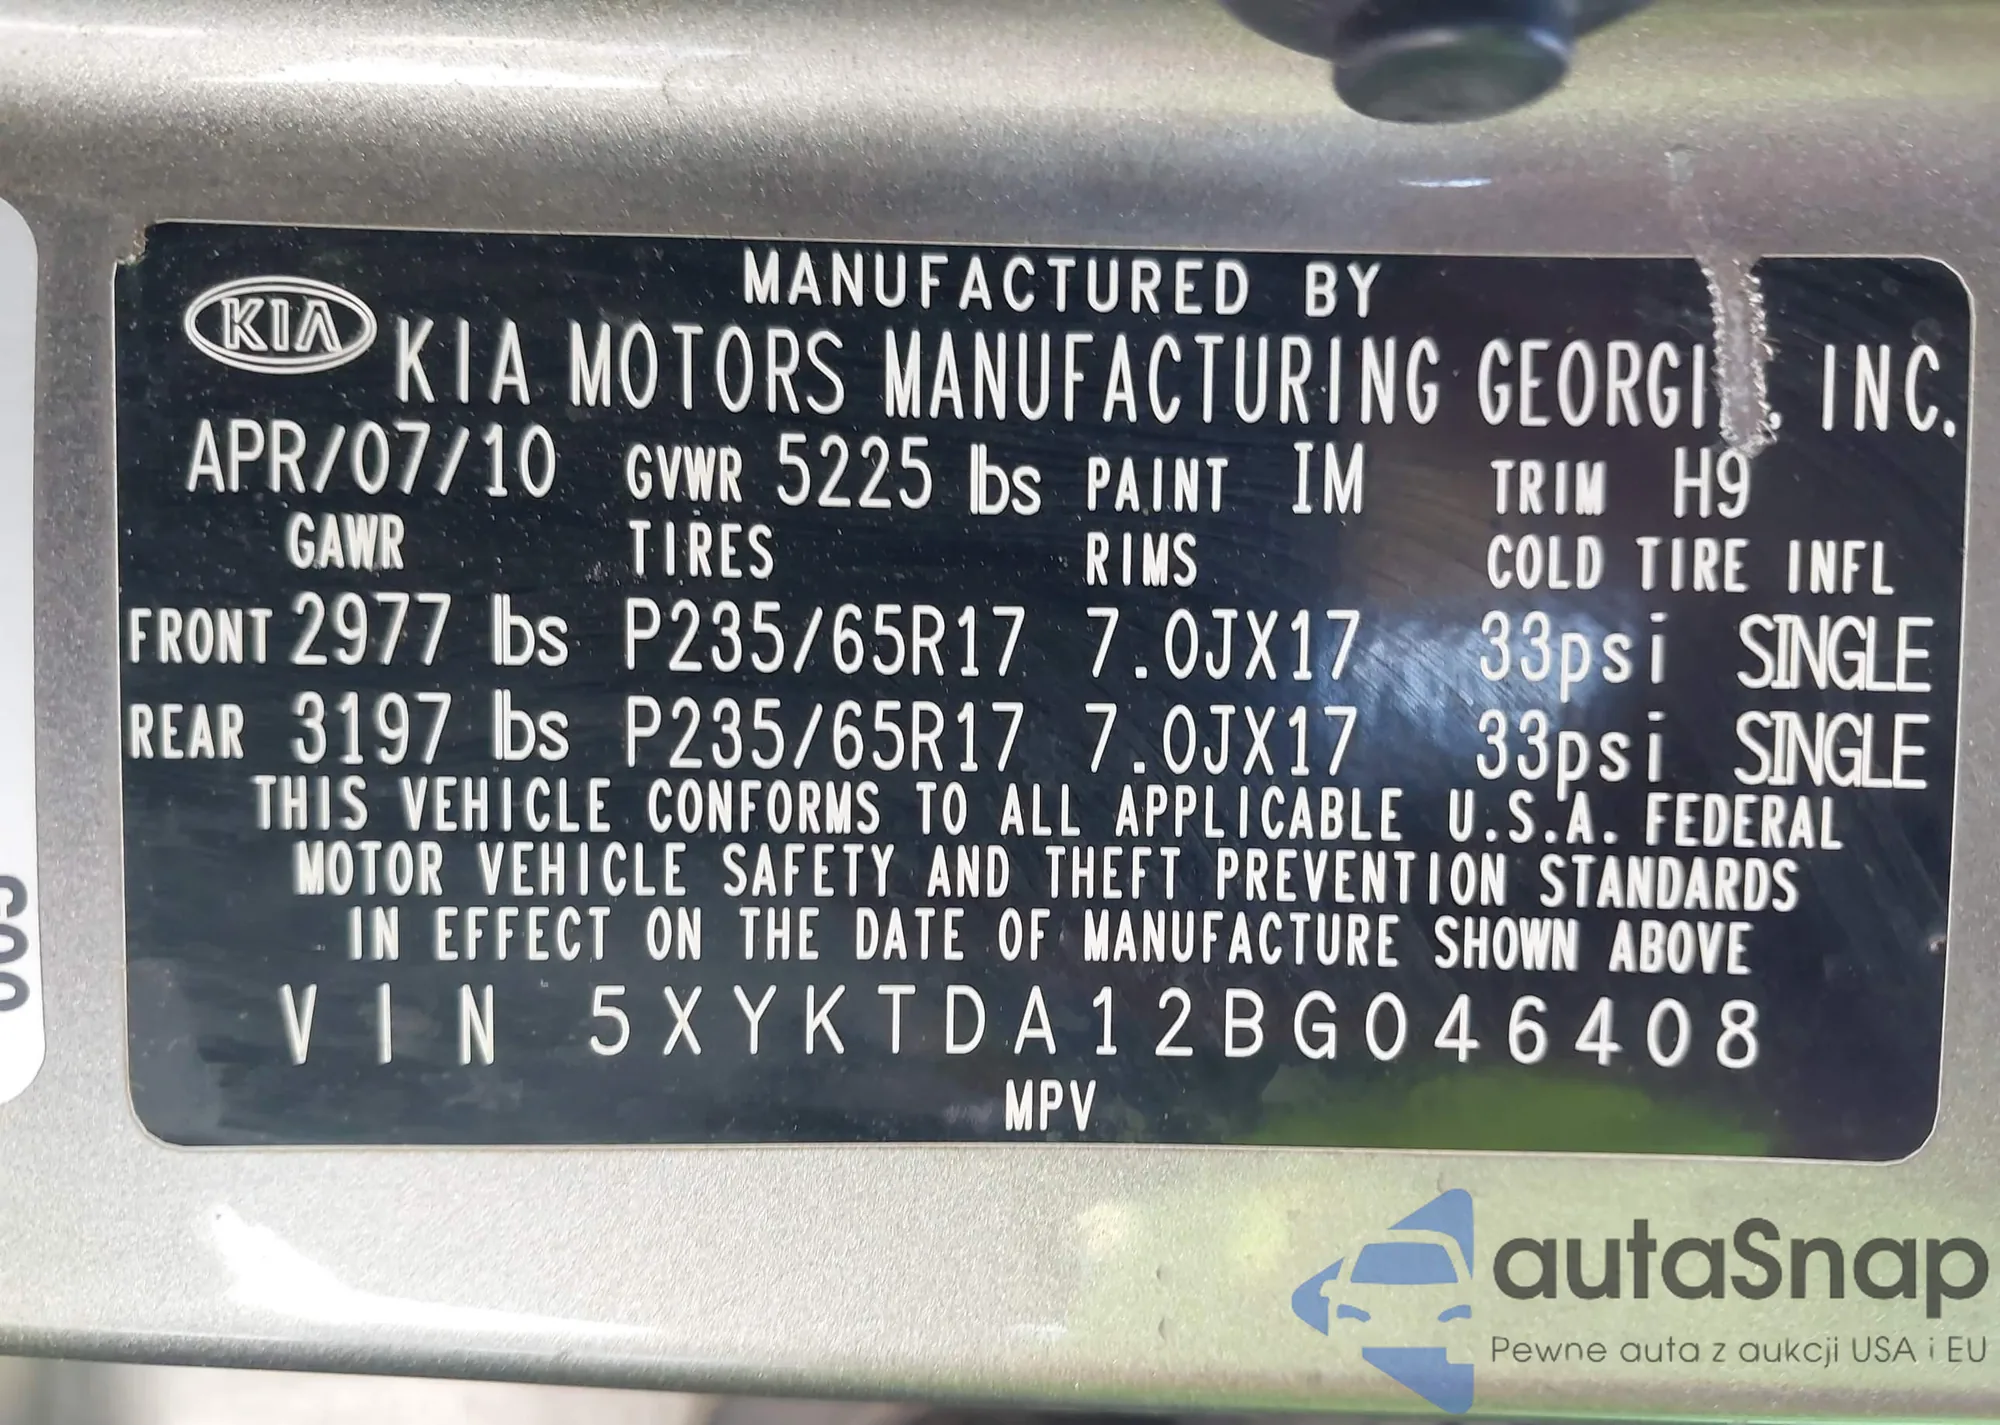 MANUFACTURED BY
KIA KIA MOTORS MANUFACTURING GEORGI . INC.
APR/07/10 GVWR 5225 lbs PAINT IM TRIM H9
GAWR TIRES RIMS COLD TIRE INFL
FRONT 2977 lbs P235/65R17 7.0JX17 33psi SINGLE
REAR 3197 lbs P235/65R17 7.0JX17 33psi SINGLE
THIS VEHICLE CONFORMS TO ALL APPLICABLE U.S.A. FEDERAL
MOTOR VEHICLE SAFETY AND THEFT PREVENTION STANDARDS
IN EFFECT ON THE DATE OF MANUFACTURE SHOWN ABOVE
VIN 5XYKTDA12BG046408
MPV
autaSnap
Pewne auta z aukcji USA i EU